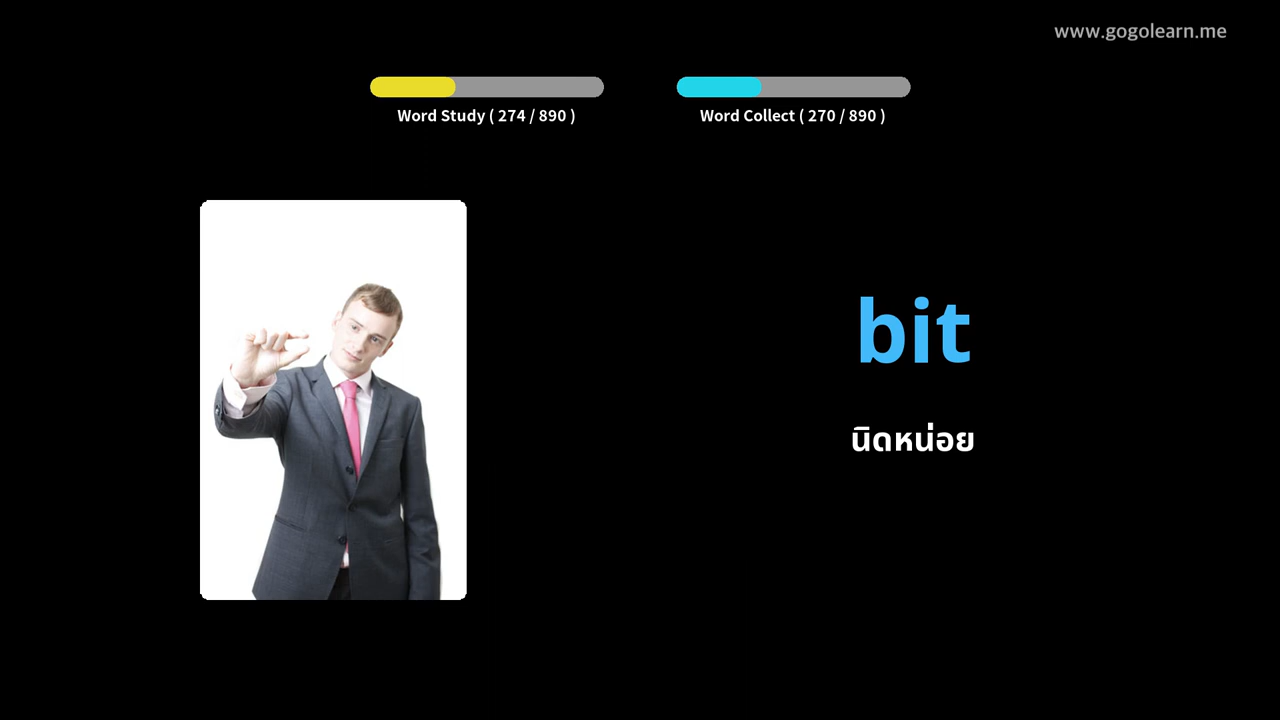 www.gogolearn.me
Word Study ( 274 / 890 )
Word Collect ( 270 / 890 )
bit
นิดหน่อย